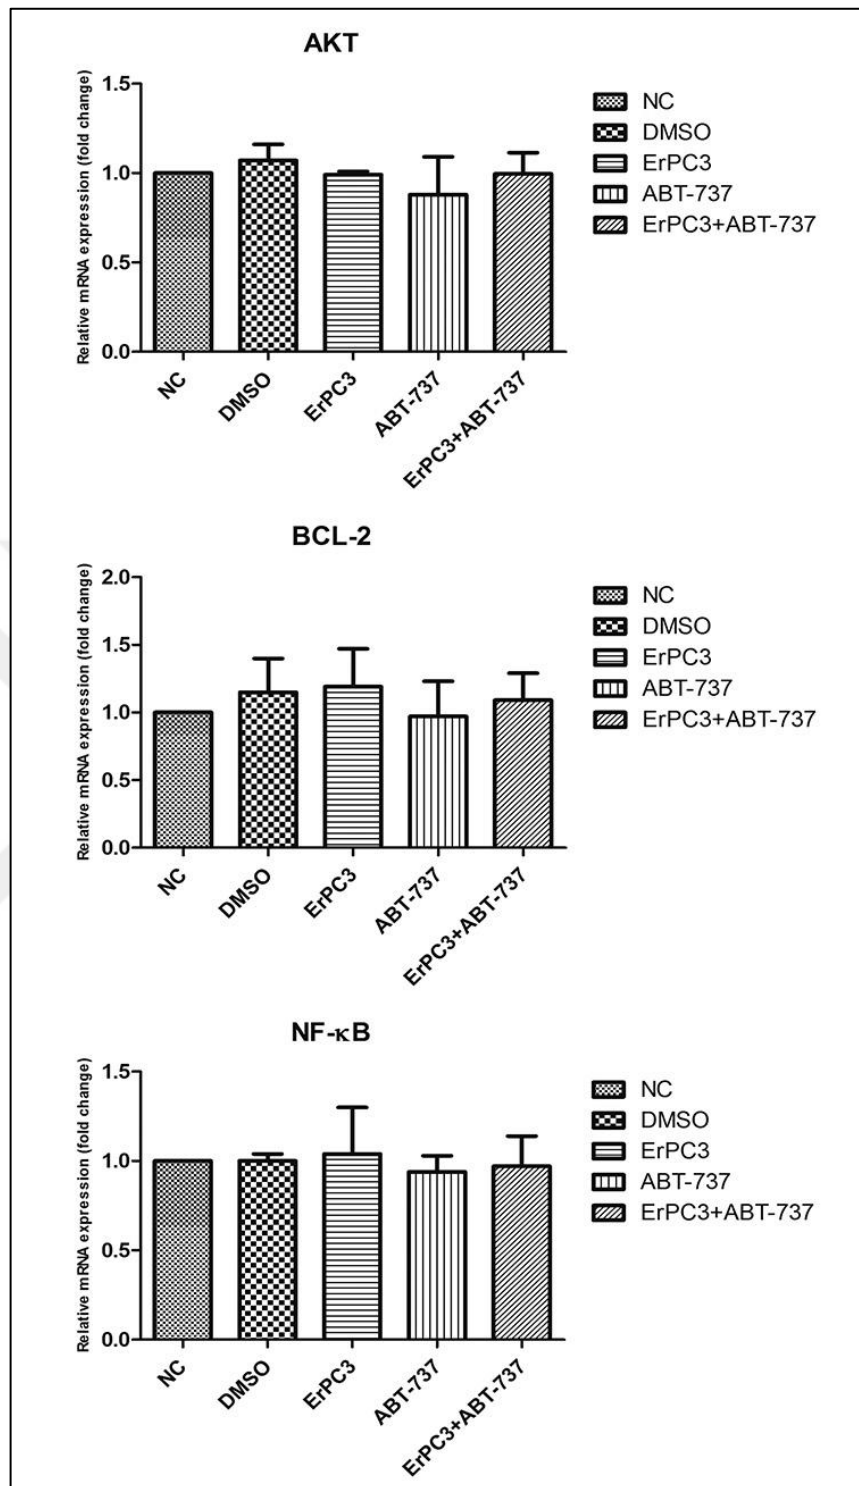 AKT
Relative mRNA expression (fold change)
1.5
1.0
0.5
0.0
NC
DMSO
ErPC3
ABT-737
ErPC3+ABT-737
NC
DMSO
ErPC3
ABT-737
ErPC3+ABT-737
BCL-2
Relative mRNA expression (fold change)
2.0
1.5
1.0
0.5
0.0
NC
DMSO
ErPC3
ABT-737
ErPC3+ABT-737
NC
DMSO
ErPC3
ABT-737
ErPC3+ABT-737
NF-κB
Relative mRNA expression (fold change)
1.5
1.0
0.5
0.0
NC
DMSO
ErPC3
ABT-737
ErPC3+ABT-737
NC
DMSO
ErPC3
ABT-737
ErPC3+ABT-737